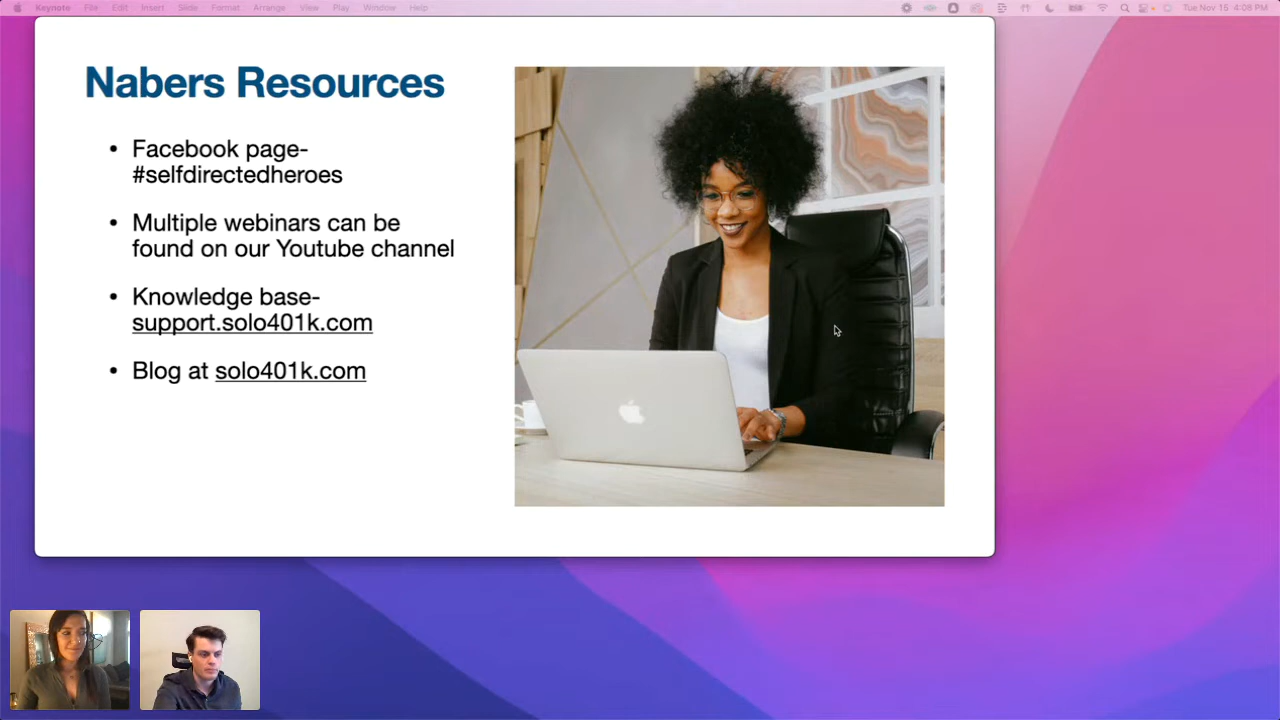 Keynote File Edit Insert Slide Format Arrange View Play Window Help Tue Nov 15 4:08 PM
Nabers Resources
• Facebook page-
#selfdirectedheroes
• Multiple webinars can be
found on our Youtube channel
• Knowledge base-
support.solo401k.com
• Blog at solo401k.com